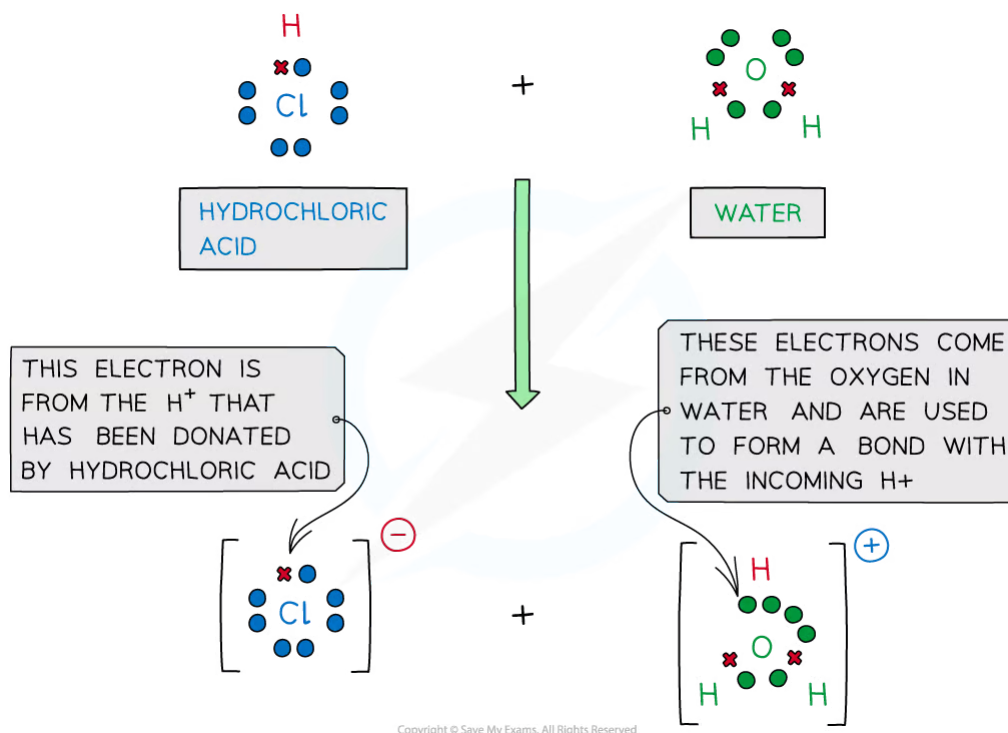 H
Cl
+
O
H H
HYDROCHLORIC
ACID
WATER
THIS ELECTRON IS
FROM THE H⁺ THAT
HAS BEEN DONATED
BY HYDROCHLORIC ACID
THESE ELECTRONS COME
FROM THE OXYGEN IN
WATER AND ARE USED
TO FORM A BOND WITH
THE INCOMING H+
Cl
−
+
H
O
H H
+
Copyright © Save My Exams. All Rights Reserved